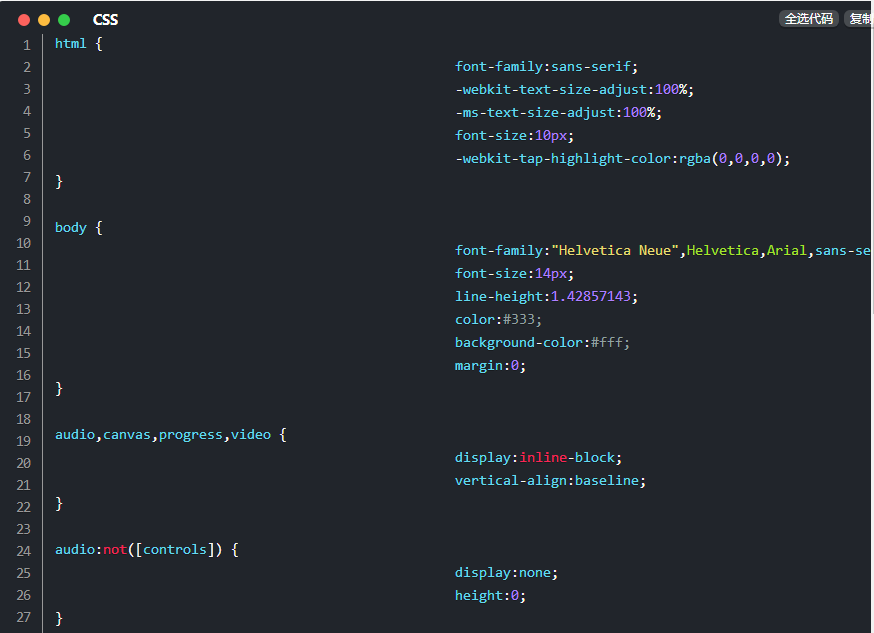 CSS 全选代码 复制
1 html {
2 font-family:sans-serif;
3 -webkit-text-size-adjust:100%;
4 -ms-text-size-adjust:100%;
5 font-size:10px;
6 -webkit-tap-highlight-color:rgba(0,0,0,0);
7 }
8
9 body {
10 font-family:"Helvetica Neue",Helvetica,Arial,sans-se
11 font-size:14px;
12 line-height:1.42857143;
13 color:#333;
14 background-color:#fff;
15 margin:0;
16 }
17
18 audio,canvas,progress,video {
19 display:inline-block;
20 vertical-align:baseline;
21 }
22
23 audio:not([controls]) {
24 display:none;
25 height:0;
26 }
27